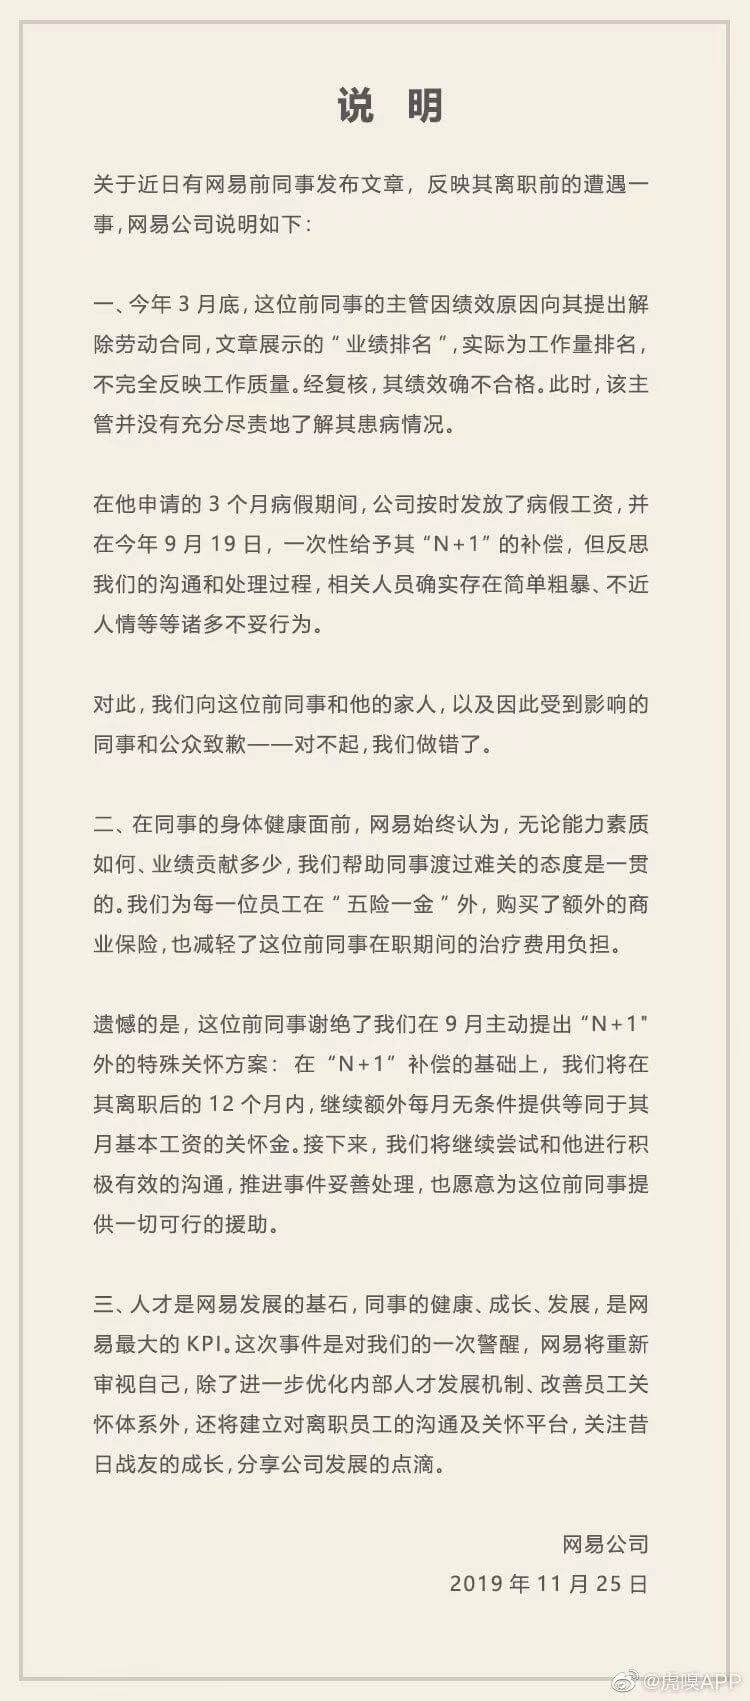 说 明
关于近日有网易前同事发布文章，反映其离职前的遭遇一
事，网易公司说明如下：
一、今年 3 月底，这位前同事的主管因绩效原因向其提出解
除劳动合同，文章展示的“业绩排名”，实际为工作量排名，
不完全反映工作质量。经复核，其绩效确不合格。此时，该主
管并没有充分尽责地了解其患病情况。
在他申请的 3 个月病假期间，公司按时发放了病假工资，并
在今年 9 月 19 日，一次性给予其“N+1”的补偿，但反思
我们的沟通和处理过程，相关人员确实存在简单粗暴、不近
人情等等诸多不妥行为。
对此，我们向这位前同事和他的家人，以及因此受到影响的
同事和公众致歉——对不起，我们做错了。
二、在同事的身体健康面前，网易始终认为，无论能力素质
如何、业绩贡献多少，我们帮助同事渡过难关的态度是一贯
的。我们为每一位员工在“五险一金”外，购买了额外的商
业保险，也减轻了这位前同事在职期间的治疗费用负担。
遗憾的是，这位前同事谢绝了我们在 9 月主动提出“N+1"
外的特殊关怀方案：在“N+1”补偿的基础上，我们将在
其离职后的 12 个月内，继续额外每月无条件提供等同于其
月基本工资的关怀金。接下来，我们将继续尝试和他进行积
极有效的沟通，推进事件妥善处理，也愿意为这位前同事提
供一切可行的援助。
三、人才是网易发展的基石，同事的健康、成长、发展，是网
易最大的 KPI。这次事件是对我们的一次警醒，网易将重新
审视自己，除了进一步优化内部人才发展机制、改善员工关
怀体系外，还将建立对离职员工的沟通及关怀平台，关注昔
日战友的成长，分享公司发展的点滴。
网易公司
2019 年 11 月 25 日
@虎嗅APP